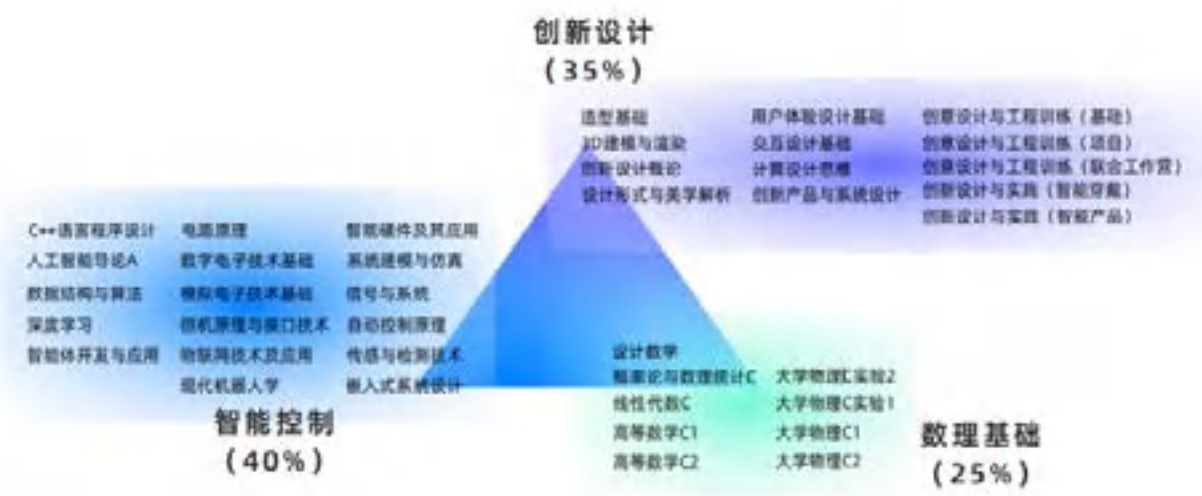 创新设计
(35%)
造型基础 用户体验设计基础 创意设计与工程训练（基础）
3D建模与渲染 交互设计基础 创意设计与工程训练（项目）
创新设计概论 计算设计思维 创意设计与工程训练（联合工作营）
设计形式与美学解析 创新产品与系统设计 创新设计与实践（智能穿戴）
创新设计与实践（智能产品）
C++语言程序设计 电路原理 智能硬件及其应用
人工智能导论A 数字电子技术基础 系统建模与仿真
数据结构与算法 模拟电子技术基础 信号与系统
深度学习 微机原理与接口技术 自动控制原理
智能体开发与应用 物联网技术及应用 传感与检测技术
现代机器人学 嵌入式系统设计
智能控制
(40%)
设计数学
概率论与数理统计C 大学物理C实验2
线性代数C 大学物理C实验1
高等数学C1 大学物理C1
高等数学C2 大学物理C2
数理基础
(25%)